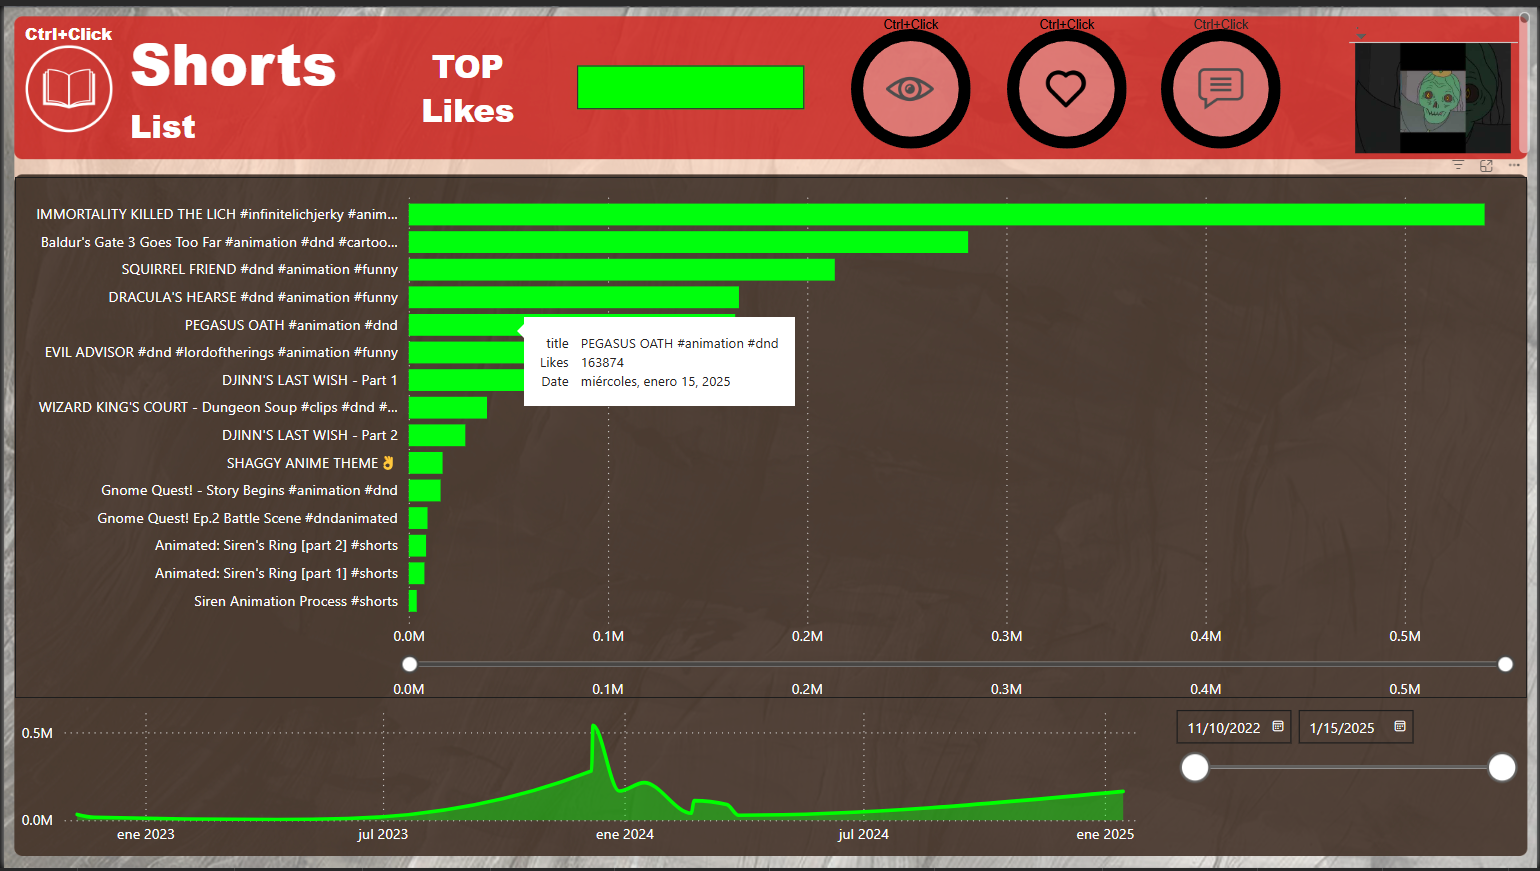 Ctrl+Click
Shorts
List
TOP
Likes
Ctrl+Click
Ctrl+Click
Ctrl+Click
IMMORTALITY KILLED THE LICH #infinitelichjerky #anim...
Baldur's Gate 3 Goes Too Far #animation #dnd #cartoo...
SQUIRREL FRIEND #dnd #animation #funny
DRACULA'S HEARSE #dnd #animation #funny
PEGASUS OATH #animation #dnd
EVIL ADVISOR #dnd #lordoftherings #animation #funny
DJINN'S LAST WISH - Part 1
WIZARD KING'S COURT - Dungeon Soup #clips #dnd #...
DJINN'S LAST WISH - Part 2
SHAGGY ANIME THEME👌
Gnome Quest! - Story Begins #animation #dnd
Gnome Quest! Ep.2 Battle Scene #dndanimated
Animated: Siren's Ring [part 2] #shorts
Animated: Siren's Ring [part 1] #shorts
Siren Animation Process #shorts
title PEGASUS OATH #animation #dnd
Likes 163874
Date miércoles, enero 15, 2025
0.0M 0.1M 0.2M 0.3M 0.4M 0.5M
0.0M 0.1M 0.2M 0.3M 0.4M 0.5M
0.5M
0.0M
ene 2023 jul 2023 ene 2024 jul 2024 ene 2025
11/10/2022 1/15/2025